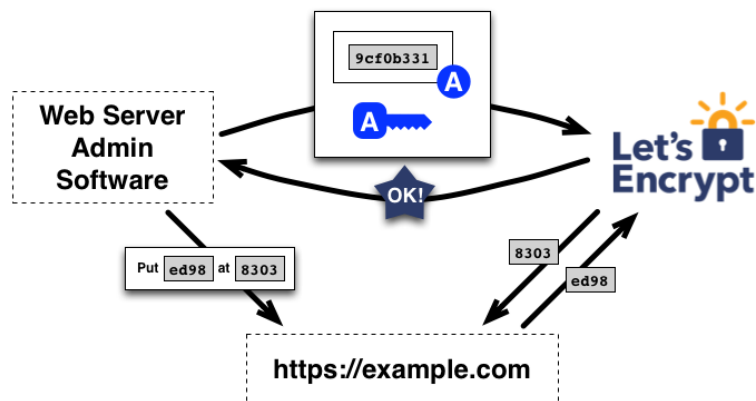 9cf0b331
A
A
Web Server
Admin
Software
Let's
Encrypt
OK!
Put ed98 at 8303
8303
ed98
https://example.com